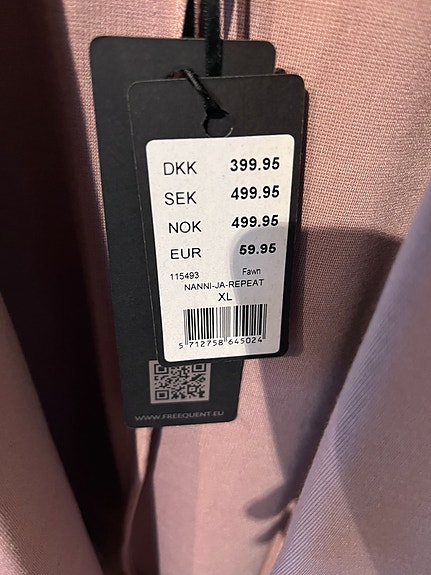 DKK 399.95
SEK 499.95
NOK 499.95
EUR 59.95
115493 Fawn
NANNI-JA-REPEAT
XL
5 712758 645024
WWW.FREEQUENT.EU